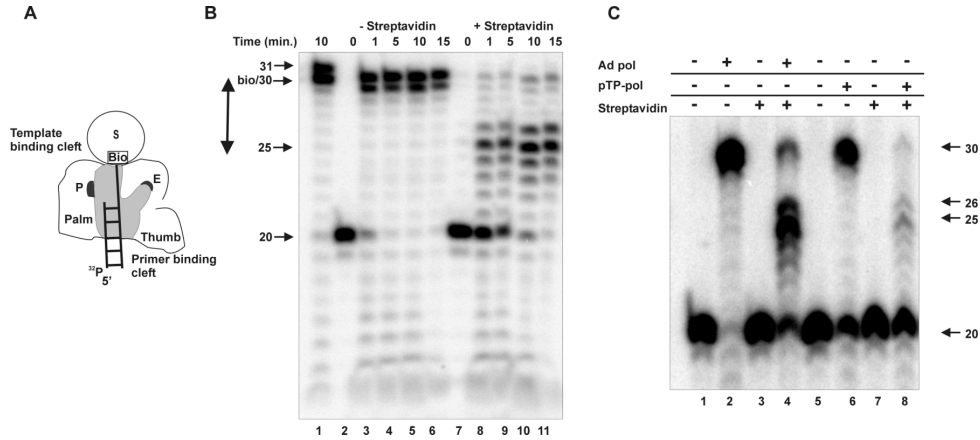 A
S
Bio
Template
binding cleft
P
E
Palm
Thumb
Primer binding
cleft
32P
5'
B
- Streptavidin + Streptavidin
Time (min.) 10 0 1 5 10 15 0 1 5 10 15
31
bio/30
25
20
1 2 3 4 5 6 7 8 9 10 11
C
Ad pol - + - + - - - -
pTP-pol - - - - - + - +
Streptavidin - - + + - - + +
30
26
25
20
1 2 3 4 5 6 7 8